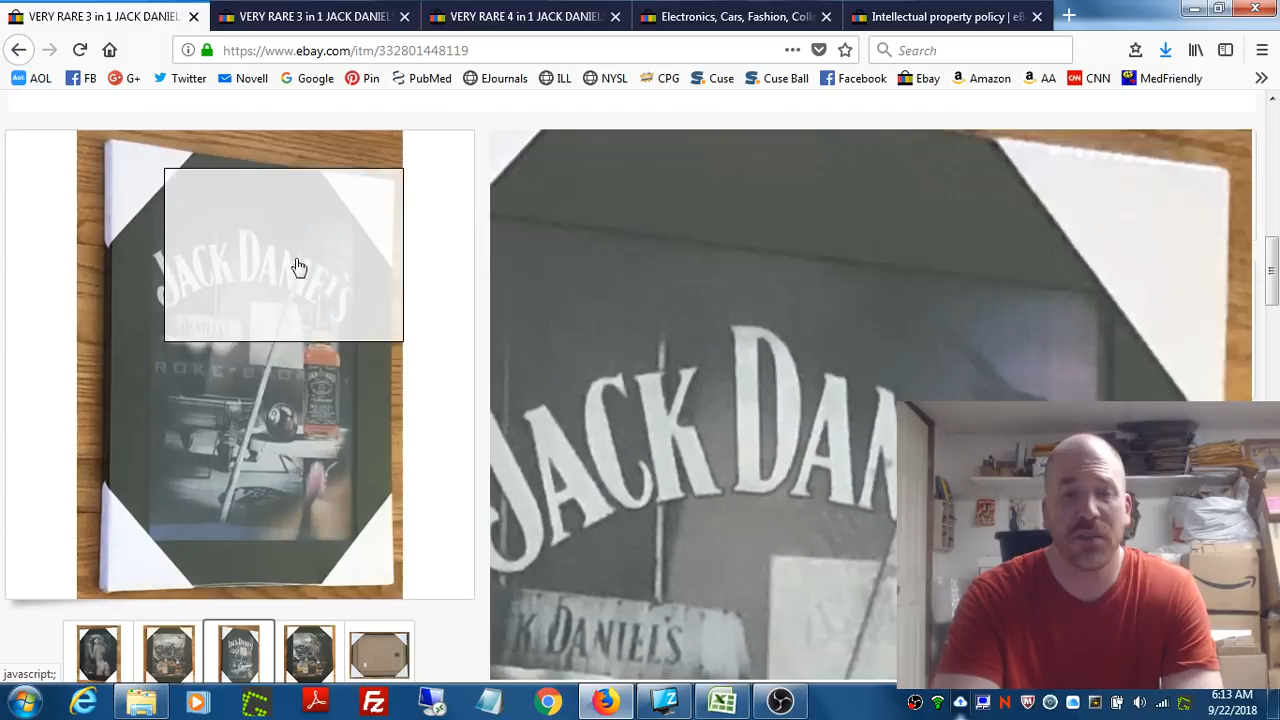 VERY RARE 3 in 1 JACK DANIEL'S
VERY RARE 3 in 1 JACK DANIEL'S
VERY RARE 4 in 1 JACK DANIEL'S
Electronics, Cars, Fashion, Coll
Intellectual property policy | eB
https://www.ebay.com/itm/332801448119
Search
AOL
FB
G+
Twitter
Novell
Google
Pin
PubMed
EJournals
ILL
NYSL
CPG
Cuse
Cuse Ball
Facebook
Ebay
Amazon
AA
CNN
MedFriendly
JACK DANIEL'S
DANIEL'S
JACK DAN
K DANIEL'S
javascript:;
6:13 AM
9/22/2018